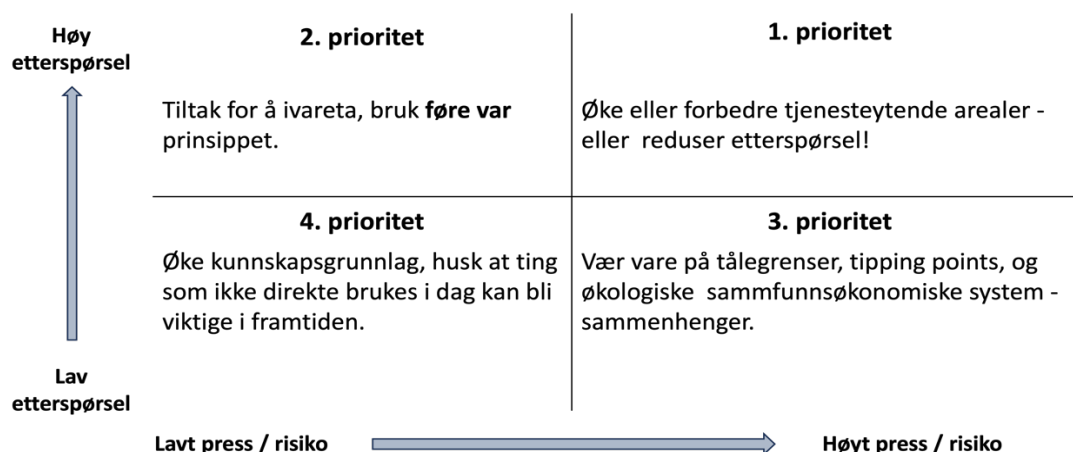 Høy
etterspørsel
2. prioritet
Tiltak for å ivareta, bruk føre var
prinsippet.
1. prioritet
Øke eller forbedre tjenesteytende arealer -
eller reduser etterspørsel!
4. prioritet
Øke kunnskapsgrunnlag, husk at ting
som ikke direkte brukes i dag kan bli
viktige i framtiden.
3. prioritet
Vær vare på tålegrenser, tipping points, og
økologiske sammfunnsøkonomiske system -
sammenhenger.
Lav
etterspørsel
Lavt press / risiko
Høyt press / risiko